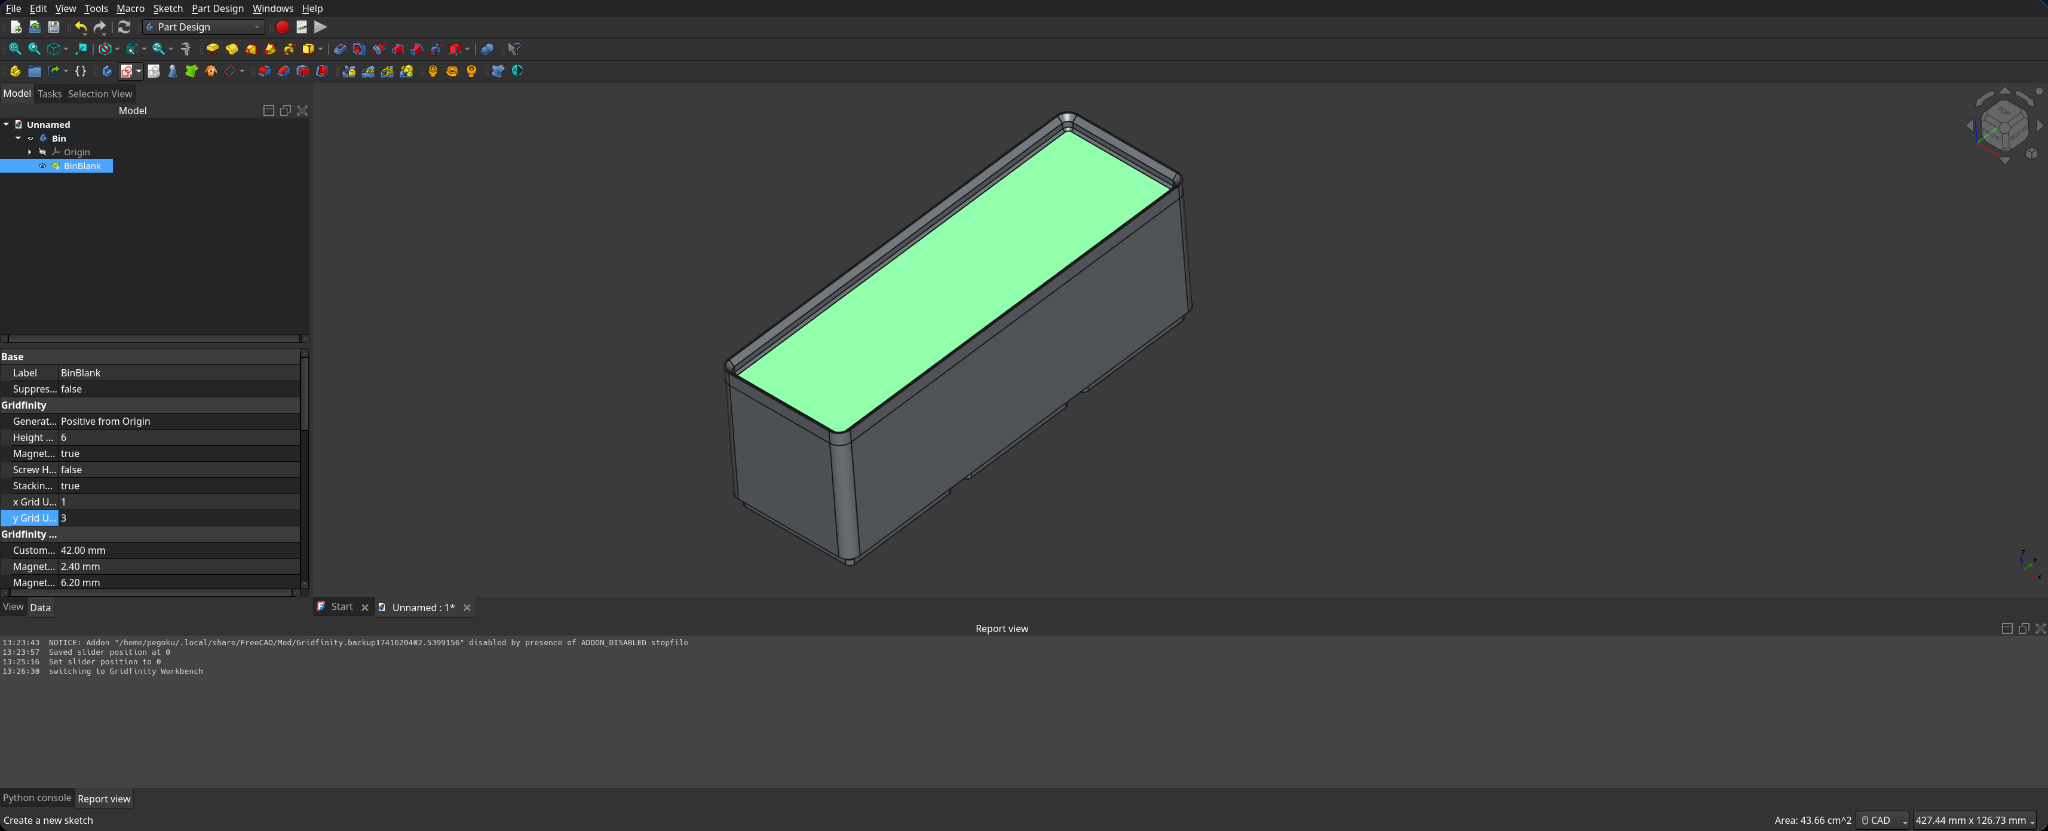 File Edit View Tools Macro Sketch Part Design Windows Help
Part Design
Model Tasks Selection View
Model
Unnamed
Bin
Origin
BinBlank
Base
Label BinBlank
Suppres... false
Gridfinity
Generat... Positive from Origin
Height ... 6
Magnet... true
Screw H... false
Stackin... true
x Grid U... 1
y Grid U... 3
Gridfinity ...
Custom... 42.00 mm
Magnet... 2.40 mm
Magnet... 6.20 mm
View Data
Start
Unnamed : 1*
Report view
13:23:43 NOTICE: Addon "/home/pegoku/.local/share/FreeCAD/Mod/Gridfinity.backup1741620402.5399156" disabled by presence of ADDON_DISABLED stopfile
13:23:57 Saved slider position at 0
13:25:16 Set slider position to 0
13:26:30 switching to Gridfinity Workbench
Python console Report view
Create a new sketch
Area: 43.66 cm^2 CAD 427.44 mm x 126.73 mm